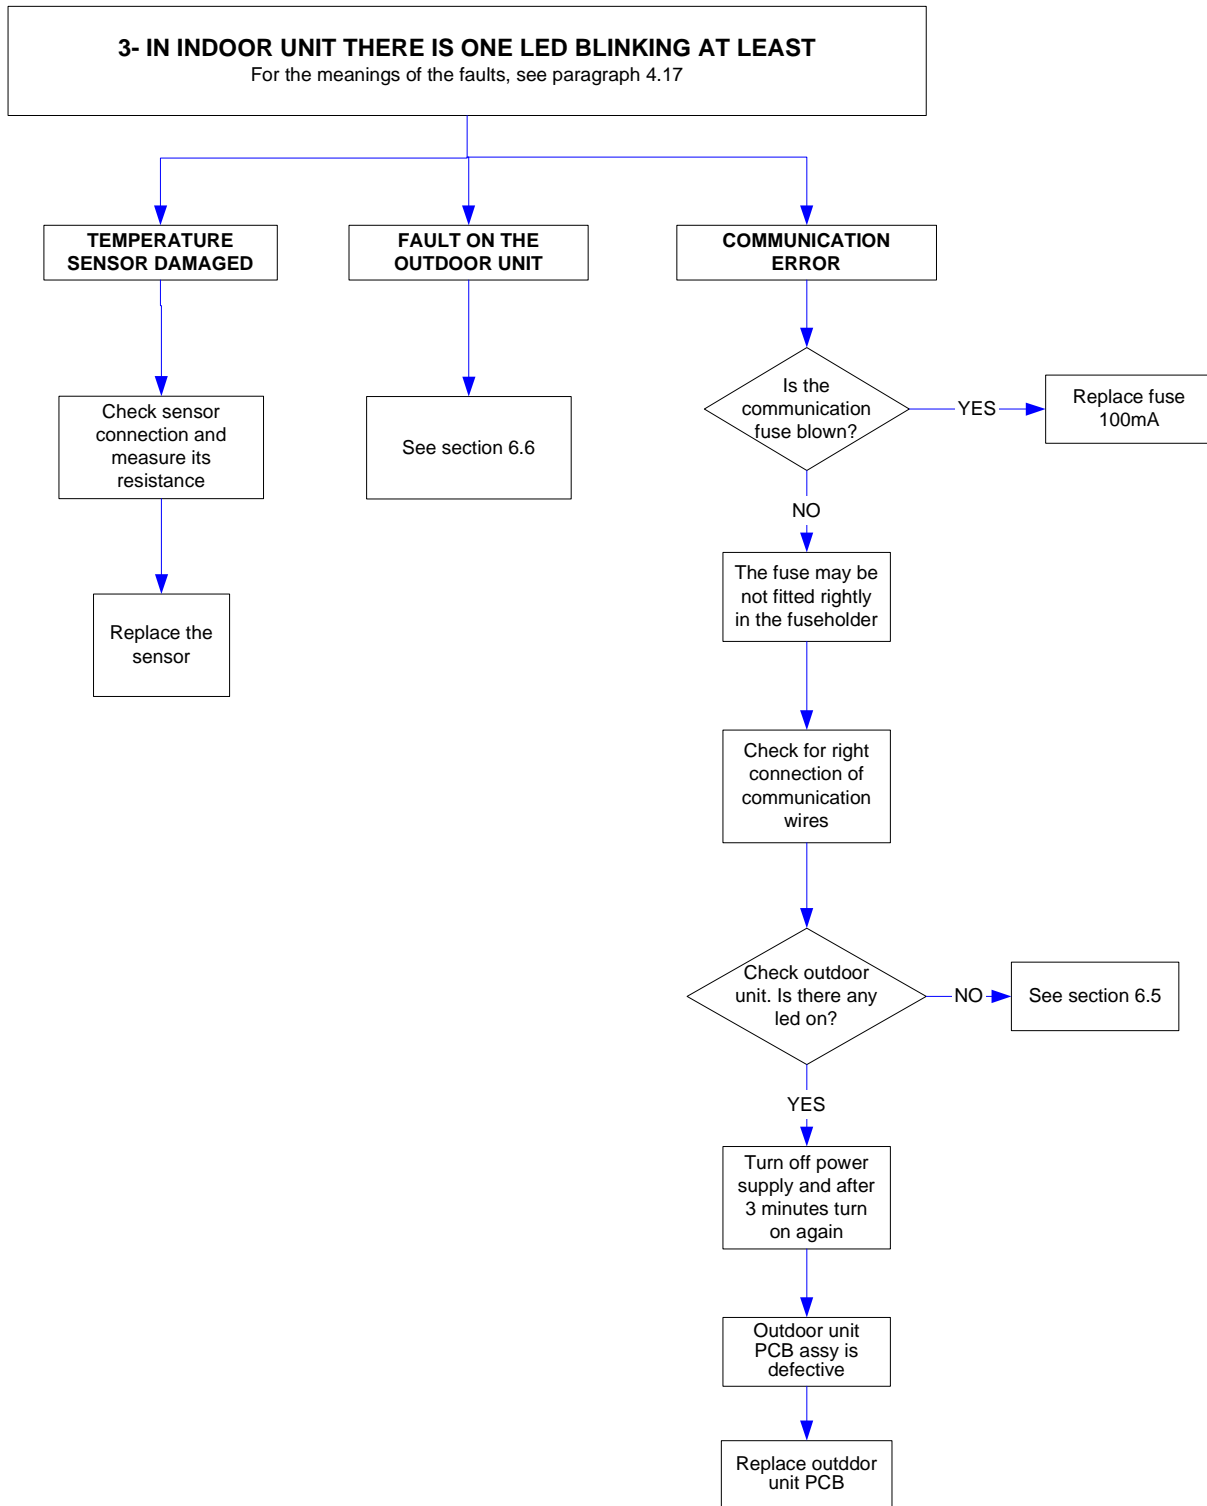 3- IN INDOOR UNIT THERE IS ONE LED BLINKING AT LEAST
For the meanings of the faults, see paragraph 4.17
TEMPERATURE
SENSOR DAMAGED
Check sensor
connection and
measure its
resistance
Replace the
sensor
FAULT ON THE
OUTDOOR UNIT
See section 6.6
COMMUNICATION
ERROR
Is the
communication
fuse blown?
YES
Replace fuse
100mA
NO
The fuse may be
not fitted rightly
in the fuseholder
Check for right
connection of
communication
wires
Check outdoor
unit. Is there any
led on?
NO
See section 6.5
YES
Turn off power
supply and after
3 minutes turn
on again
Outdoor unit
PCB assy is
defective
Replace outddor
unit PCB